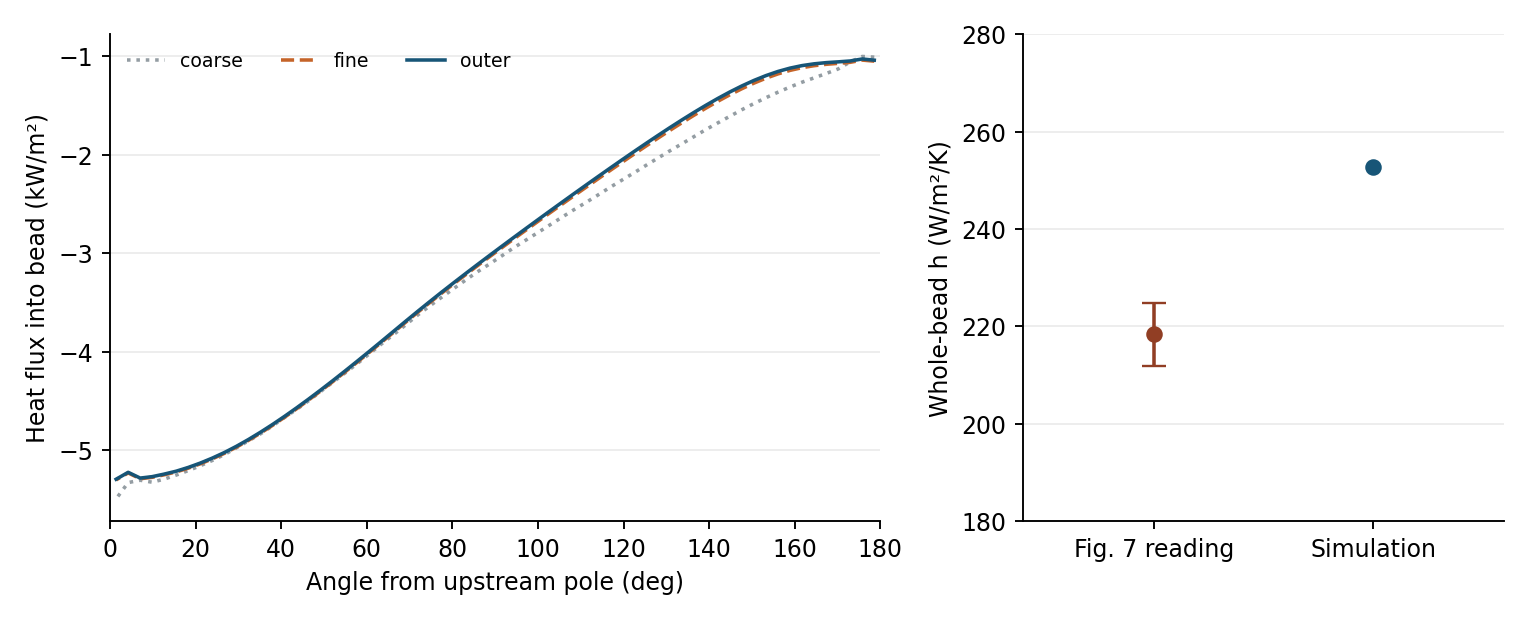 coarse fine outer
−1
−2
−3
−4
−5
Heat flux into bead (kW/m²)
0 20 40 60 80 100 120 140 160 180
Angle from upstream pole (deg)
280
260
240
220
200
180
Whole-bead h (W/m²/K)
Fig. 7 reading Simulation